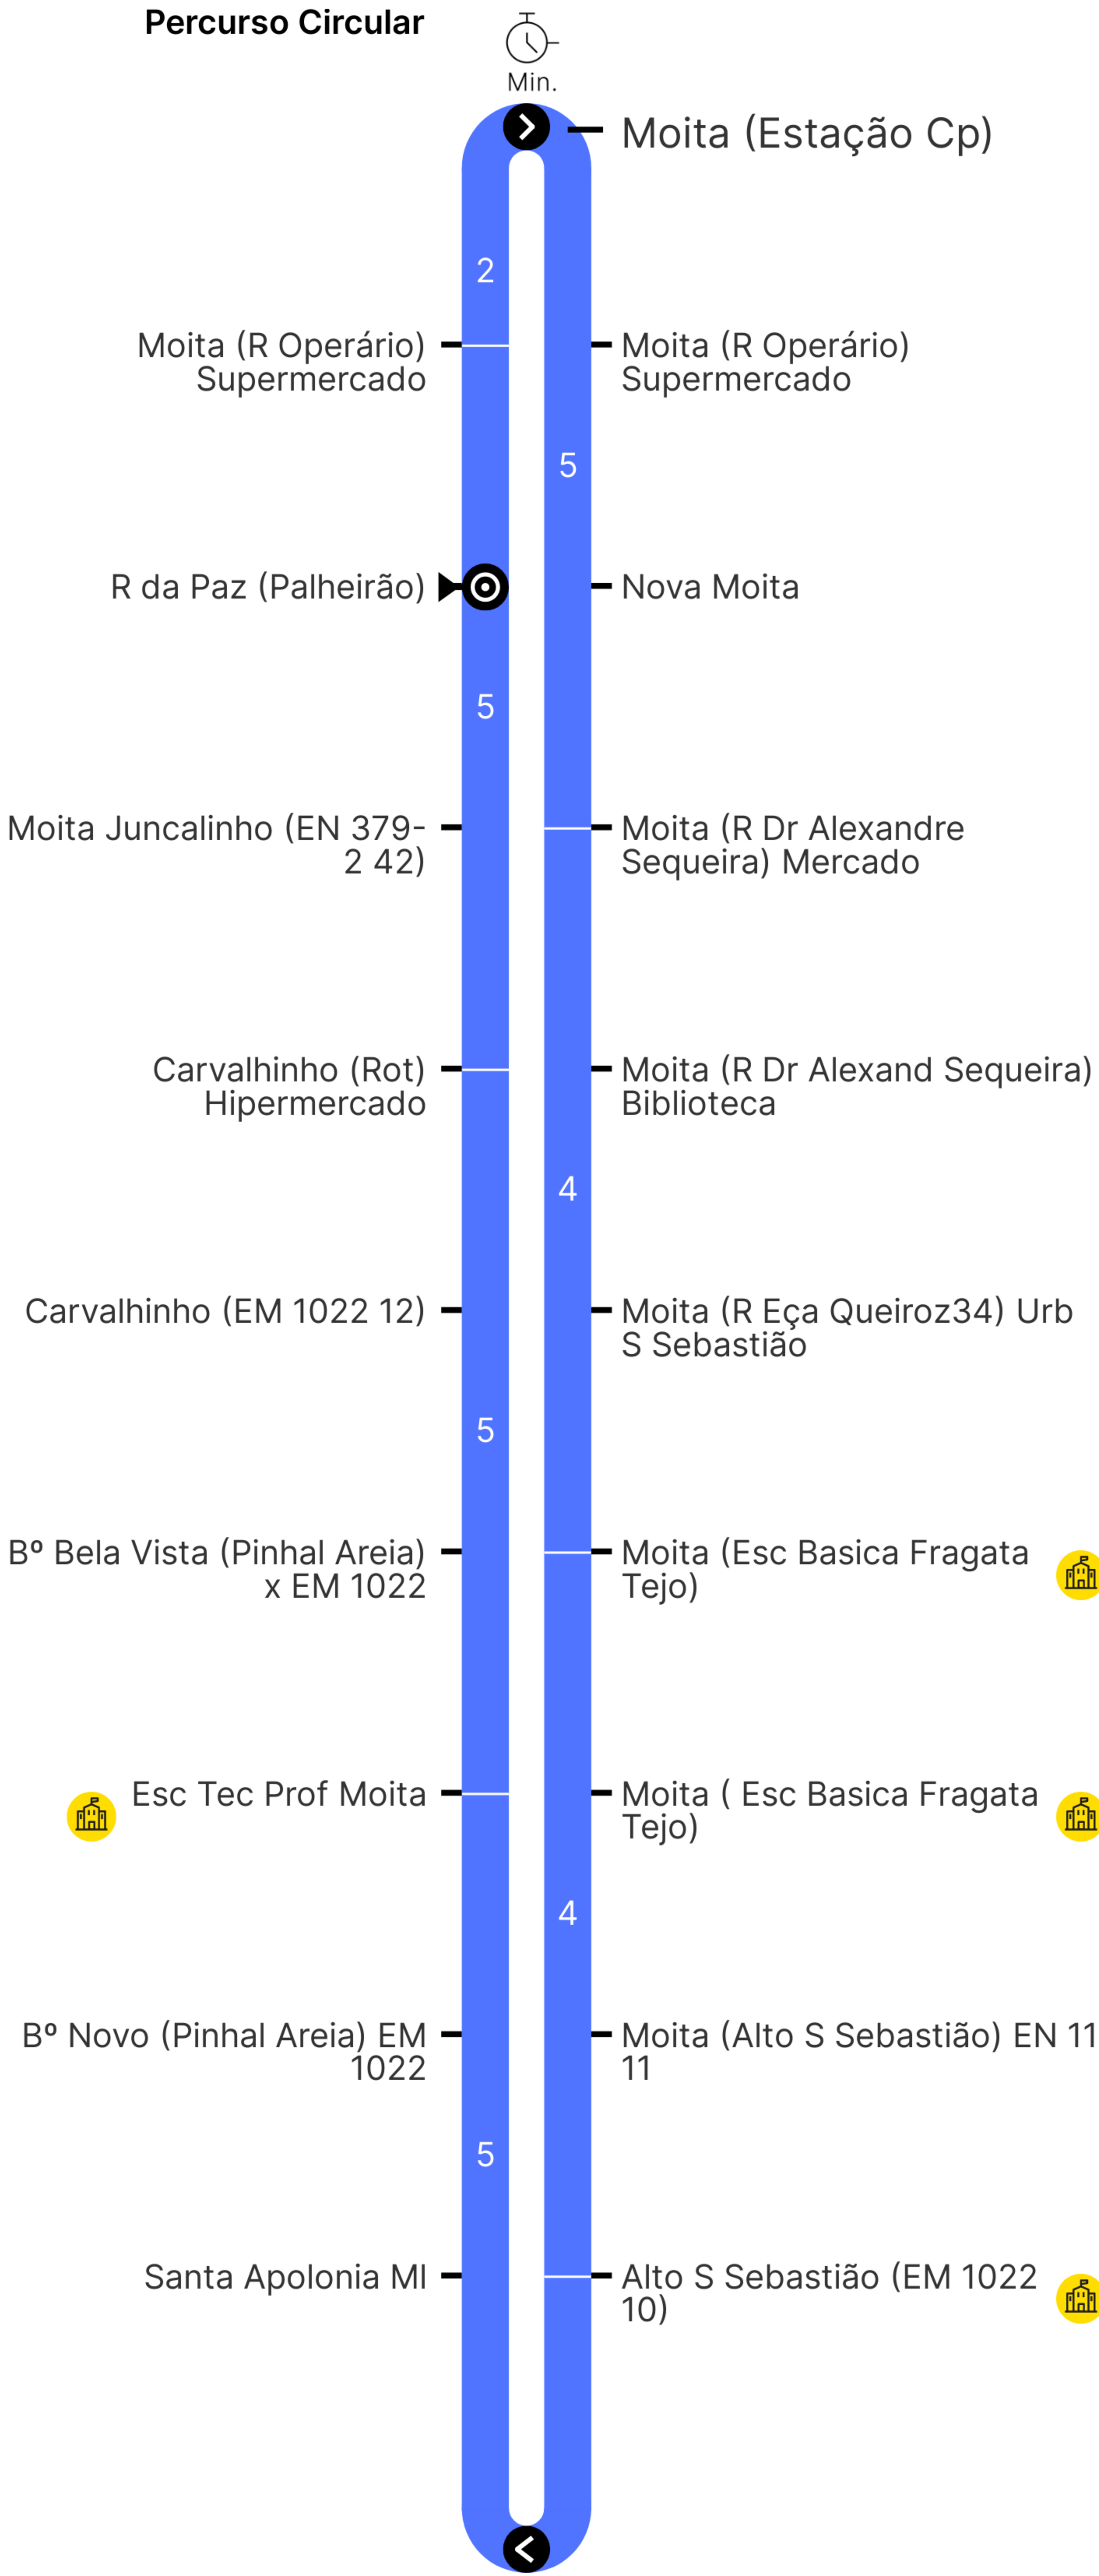 Percurso Circular
Min.
Moita (Estação Cp)
2
Moita (R Operário)
Supermercado
Moita (R Operário)
Supermercado
5
R da Paz (Palheirão)
Nova Moita
5
Moita Juncalinho (EN 379-
2 42)
Moita (R Dr Alexandre
Sequeira) Mercado
Carvalhinho (Rot)
Hipermercado
Moita (R Dr Alexand Sequeira)
Biblioteca
4
Carvalhinho (EM 1022 12)
Moita (R Eça Queiroz34) Urb
S Sebastião
5
Bº Bela Vista (Pinhal Areia)
x EM 1022
Moita (Esc Basica Fragata
Tejo)
Esc Tec Prof Moita
Moita ( Esc Basica Fragata
Tejo)
4
Bº Novo (Pinhal Areia) EM
1022
Moita (Alto S Sebastião) EN 11
11
5
Santa Apolonia MI
Alto S Sebastião (EM 1022
10)